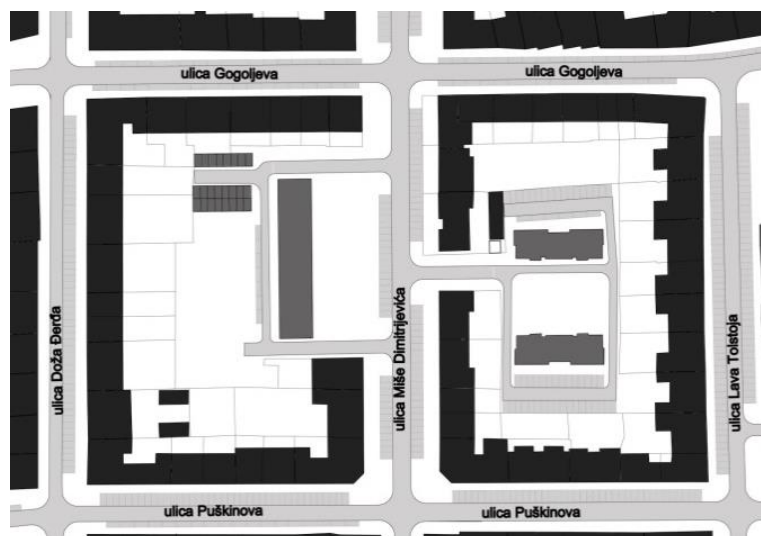 ulica Gogoljeva
ulica Gogoljeva
ulica Doža Đerđa
ulica Miše Dimitrijevića
ulica Lava Tolstoja
ulica Puškinova
ulica Puškinova